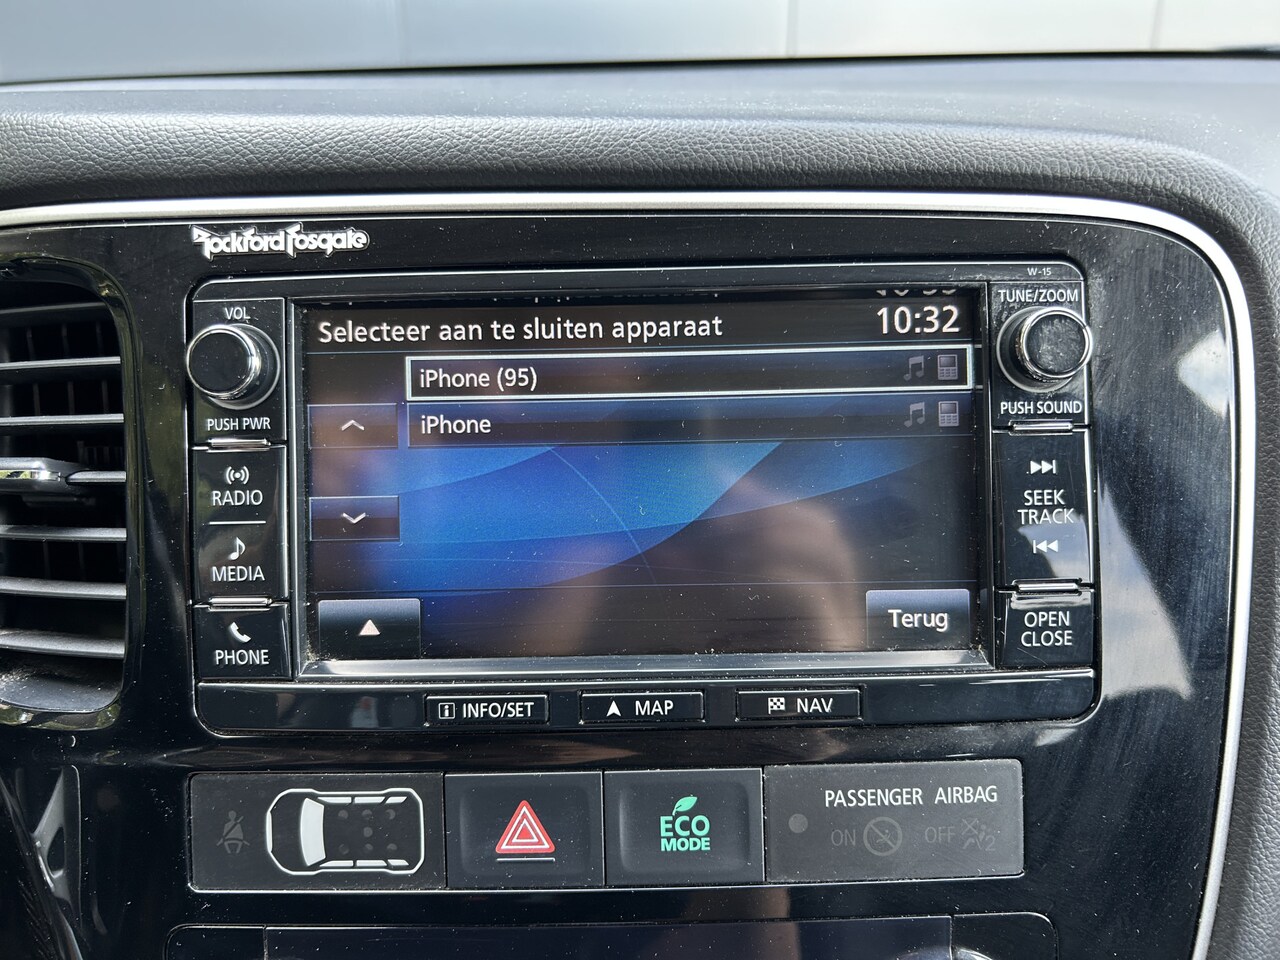 Rockford Fosgate
W-15
VOL
TUNE/ZOOM
Selecteer aan te sluiten apparaat
10:32
iPhone (95)
iPhone
PUSH PWR
PUSH SOUND
RADIO
SEEK
TRACK
MEDIA
PHONE
Terug
OPEN
CLOSE
INFO/SET
MAP
NAV
PASSENGER AIRBAG
ECO
MODE
ON
OFF
2